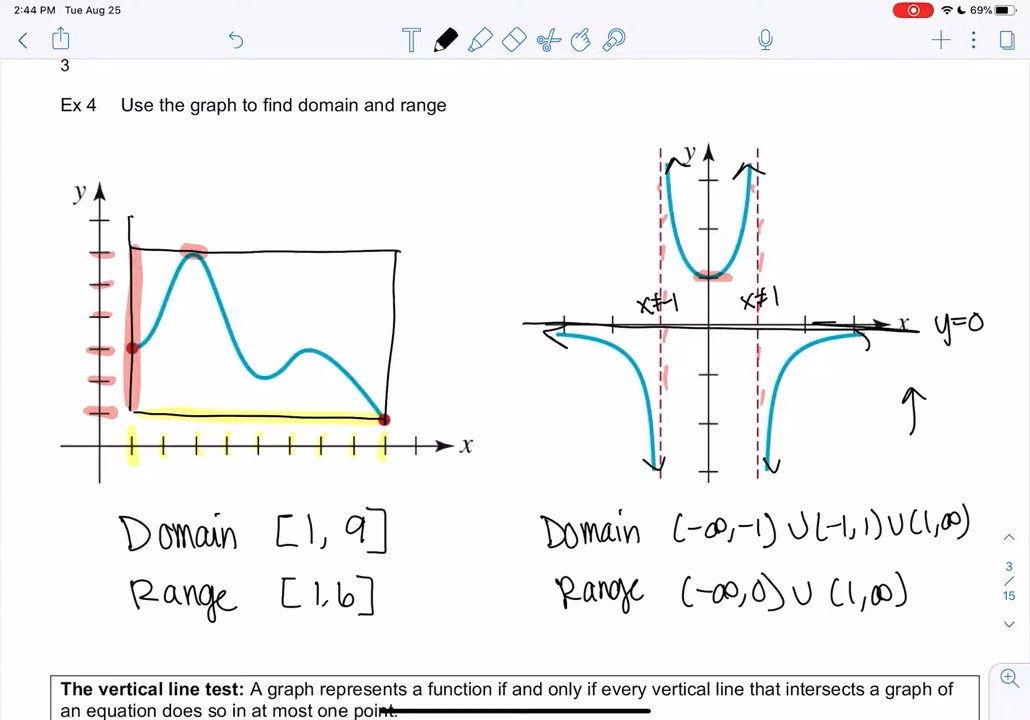 2:44 PM Tue Aug 25 69%
T
3
Ex 4 Use the graph to find domain and range
y
x
y
x≠-1
x≠1
x
y=0
Domain [1, 9]
Range [1,6]
Domain (-∞,-1) ∪ (-1,1) ∪ (1,∞)
Range (-∞,0) ∪ (1,∞)
3
/
15
The vertical line test: A graph represents a function if and only if every vertical line that intersects a graph of
an equation does so in at most one point.